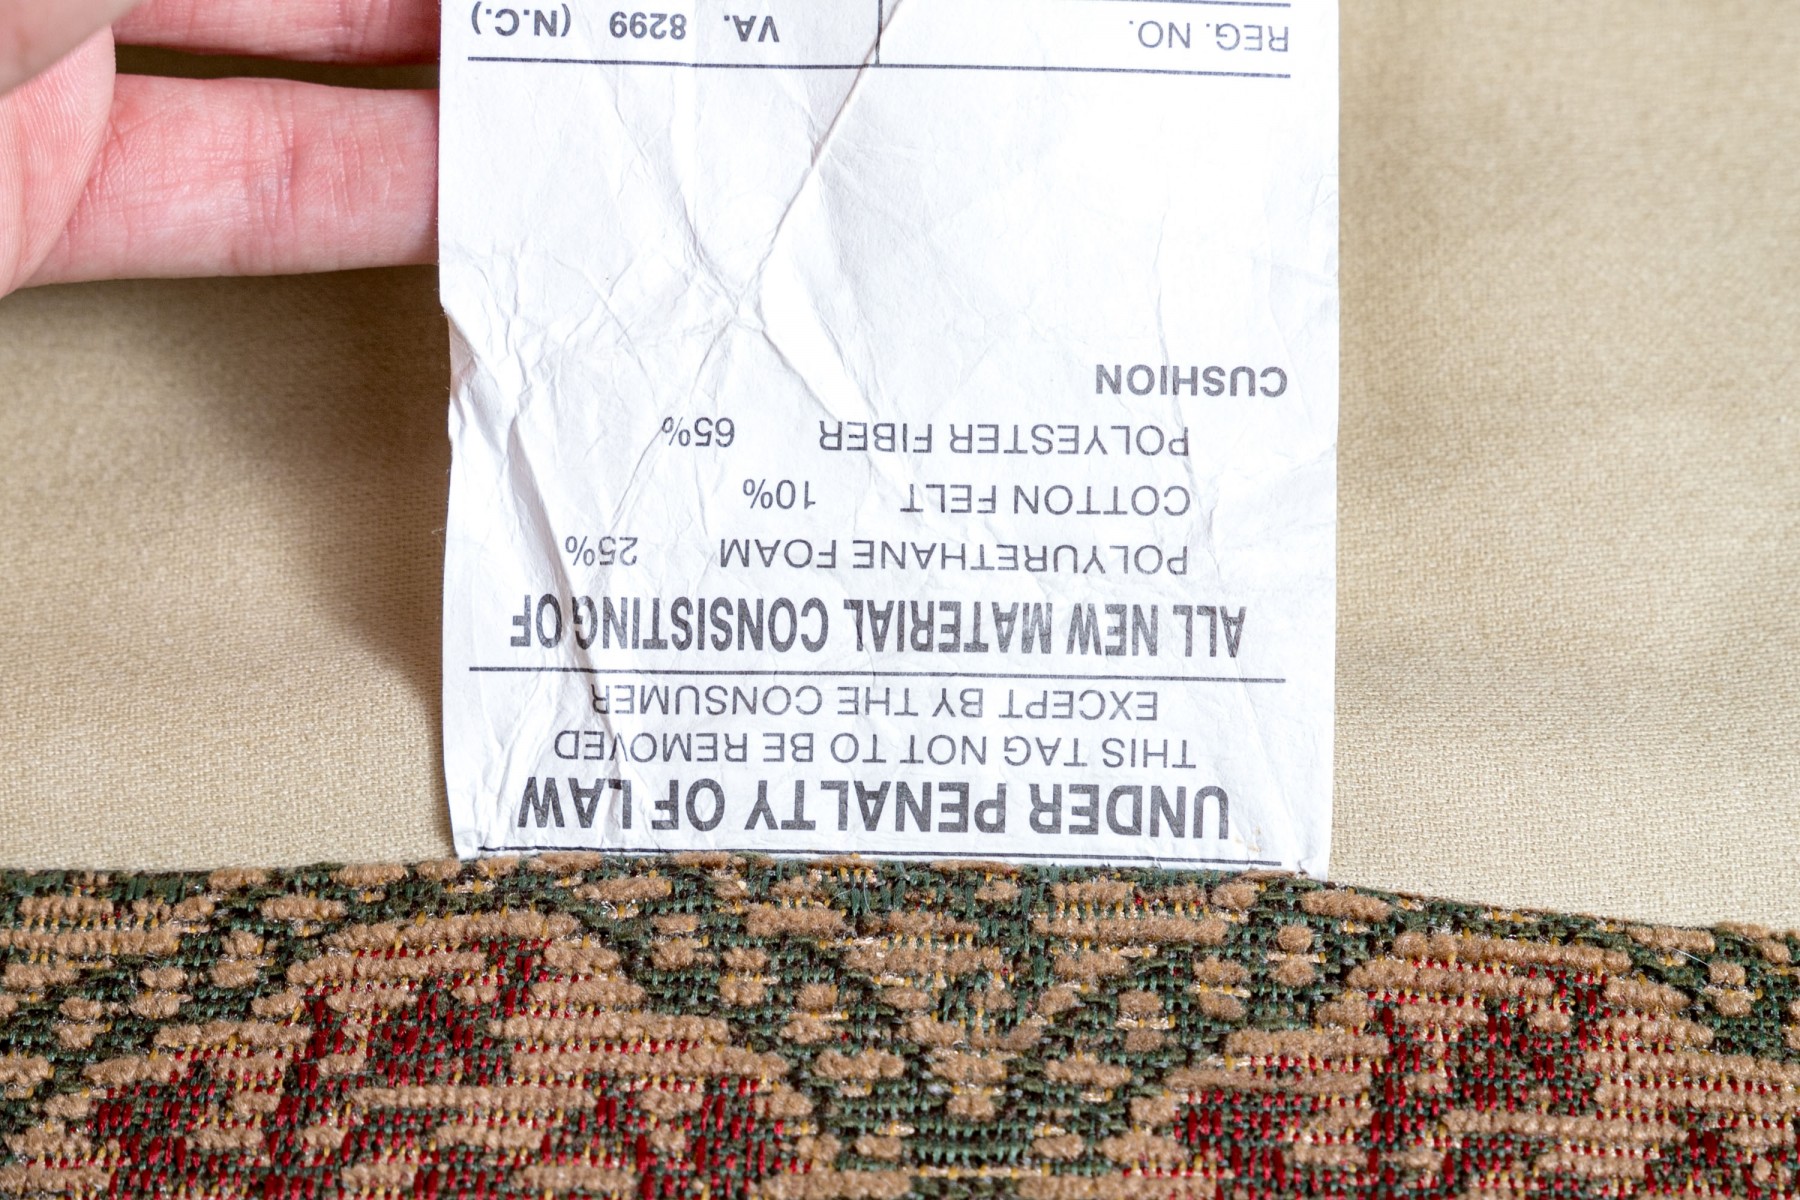 UNDER PENALTY OF LAW
THIS TAG NOT TO BE REMOVED
EXCEPT BY THE CONSUMER
ALL NEW MATERIAL CONSISTING OF
POLYURETHANE FOAM 25%
COTTON FELT 10%
POLYESTER FIBER 65%
CUSHION
REG. NO. VA. 8299 (N.C.)